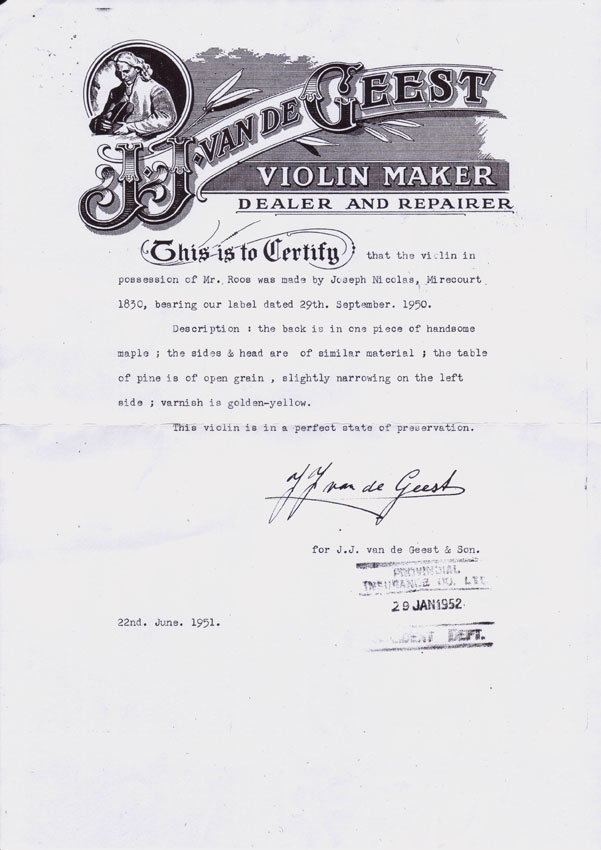 J. J. VAN DE GEEST
VIOLIN MAKER
DEALER AND REPAIRER
This is to Certify that the violin in
possession of Mr. Roos was made by Joseph Nicolas, Mirecourt
1830, bearing our label dated 29th. September. 1950.
Description : the back is in one piece of handsome
maple ; the sides & head are of similar material ; the table
of pine is of open grain , slightly narrowing on the left
side ; varnish is golden-yellow.
This violin is in a perfect state of preservation.
J J van de Geest
for J.J. van de Geest & Son.
PROVINCIAL
INSURANCE CO. LTD
29 JAN 1952
DEPT.
22nd. June. 1951.